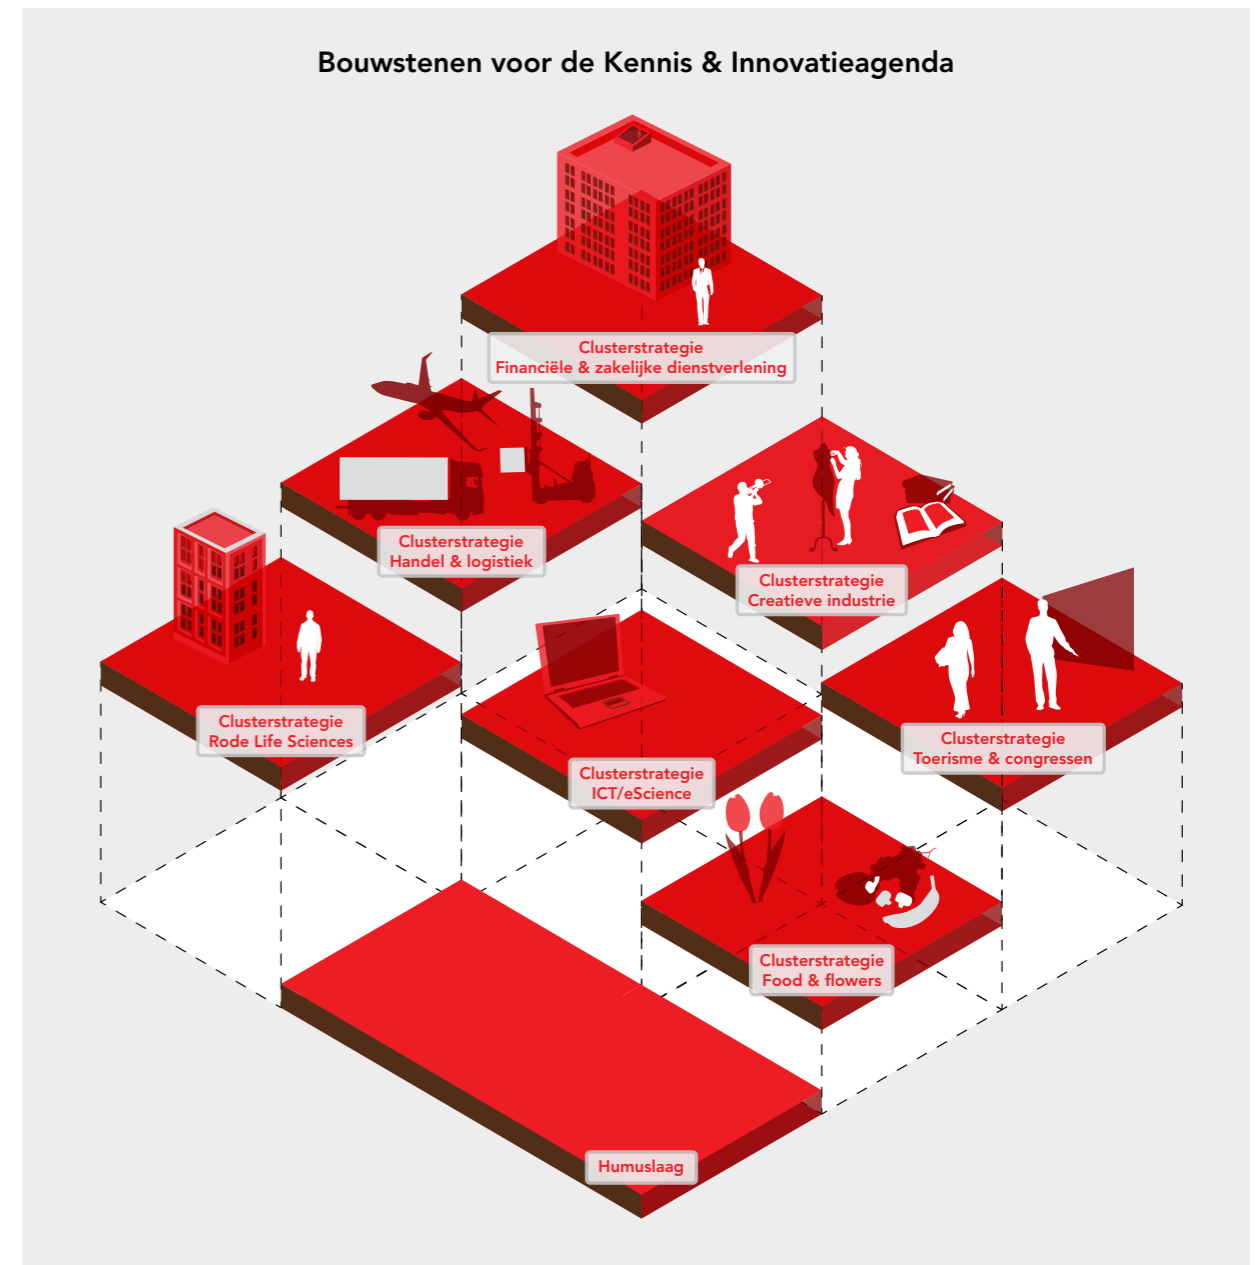 Bouwstenen voor de Kennis & Innovatieagenda
Clusterstrategie
Financiële & zakelijke dienstverlening
Clusterstrategie
Handel & logistiek
Clusterstrategie
Creatieve industrie
Clusterstrategie
Rode Life Sciences
Clusterstrategie
ICT/eScience
Clusterstrategie
Toerisme & congressen
Clusterstrategie
Food & flowers
Humuslaag